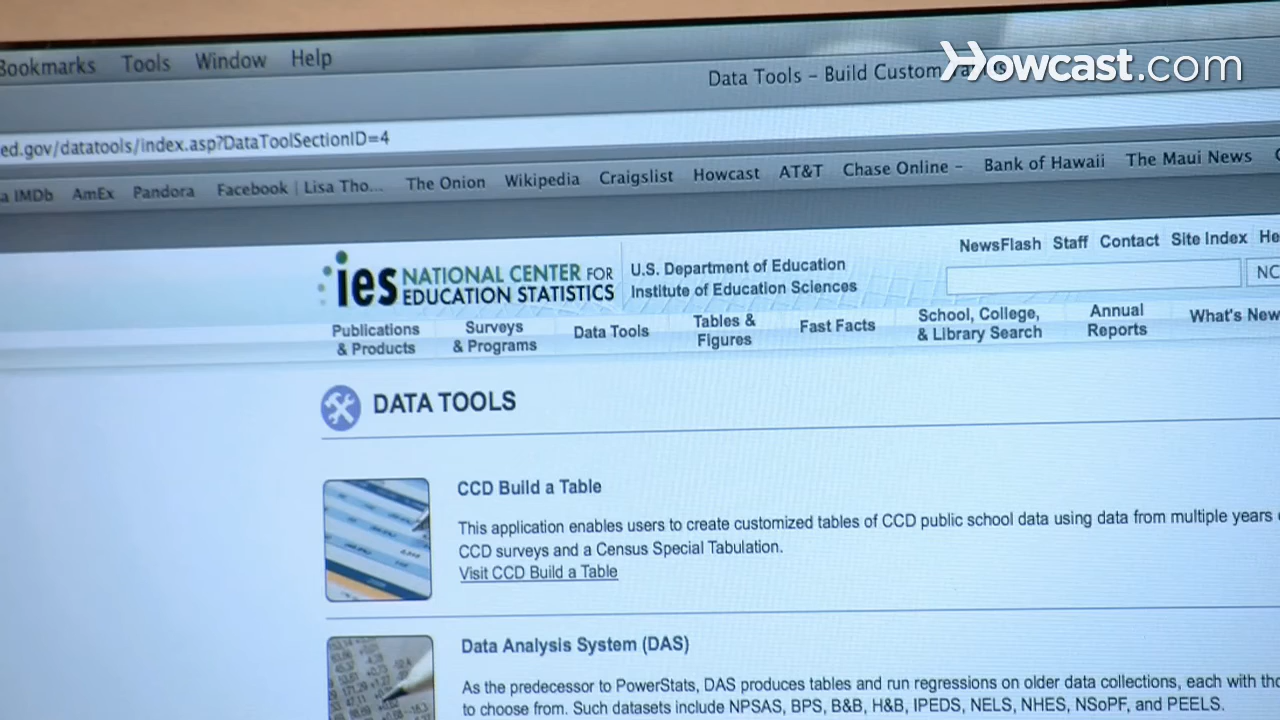 Bookmarks Tools Window Help
Howcast.com
Data Tools – Build Custom
ed.gov/datatools/index.asp?DataToolSectionID=4
IMDb AmEx Pandora Facebook | Lisa Tho... The Onion Wikipedia Craigslist Howcast AT&T Chase Online – Bank of Hawaii The Maui News
NewsFlash Staff Contact Site Index He
ies NATIONAL CENTER FOR
EDUCATION STATISTICS
U.S. Department of Education
Institute of Education Sciences
NC
Publications
& Products
Surveys
& Programs
Data Tools
Tables &
Figures
Fast Facts
School, College,
& Library Search
Annual
Reports
What's New
DATA TOOLS
CCD Build a Table
This application enables users to create customized tables of CCD public school data using data from multiple years
CCD surveys and a Census Special Tabulation.
Visit CCD Build a Table
Data Analysis System (DAS)
As the predecessor to PowerStats, DAS produces tables and run regressions on older data collections, each with
to choose from. Such datasets include NPSAS, BPS, B&B, H&B, IPEDS, NELS, NHES, NSoPF, and PEELS.